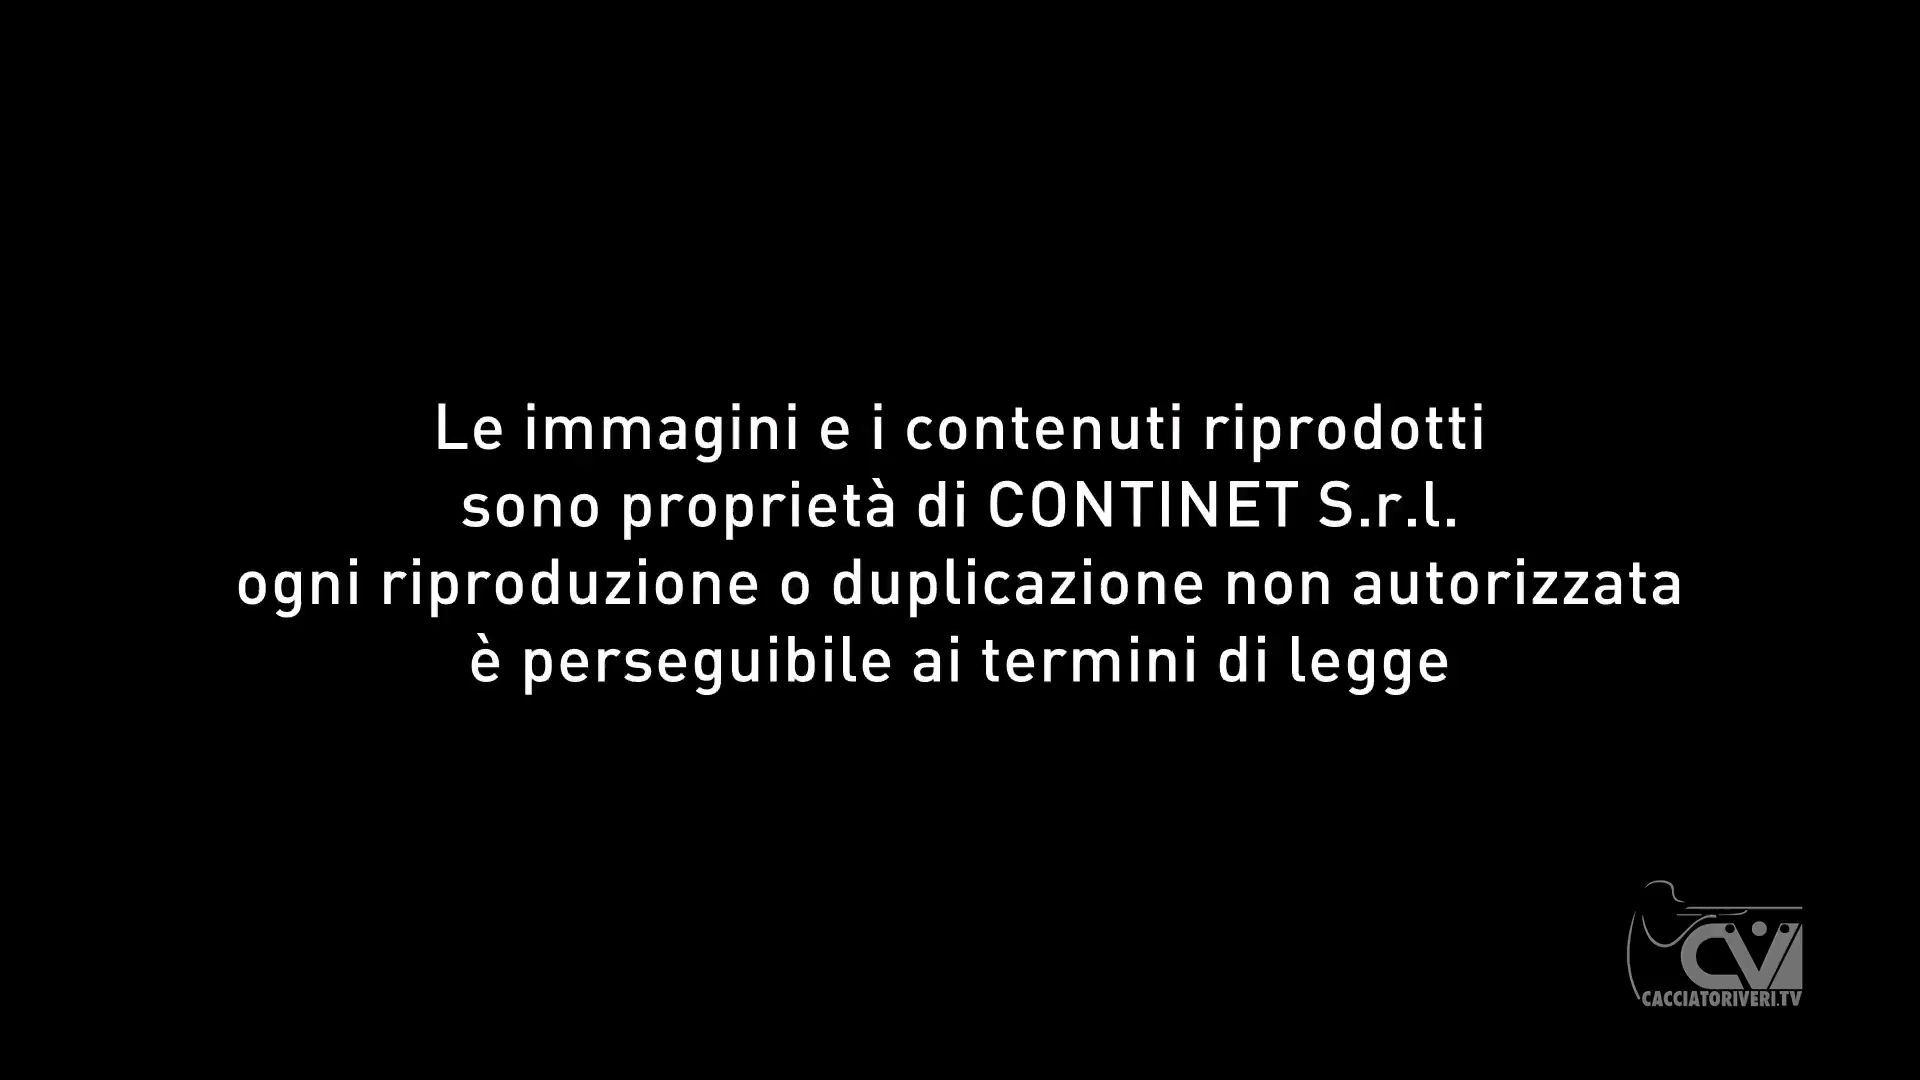 Le immagini e i contenuti riprodotti
sono proprietà di CONTINET S.r.l.
ogni riproduzione o duplicazione non autorizzata
è perseguibile ai termini di legge
CV
CACCIATORIVERI.TV